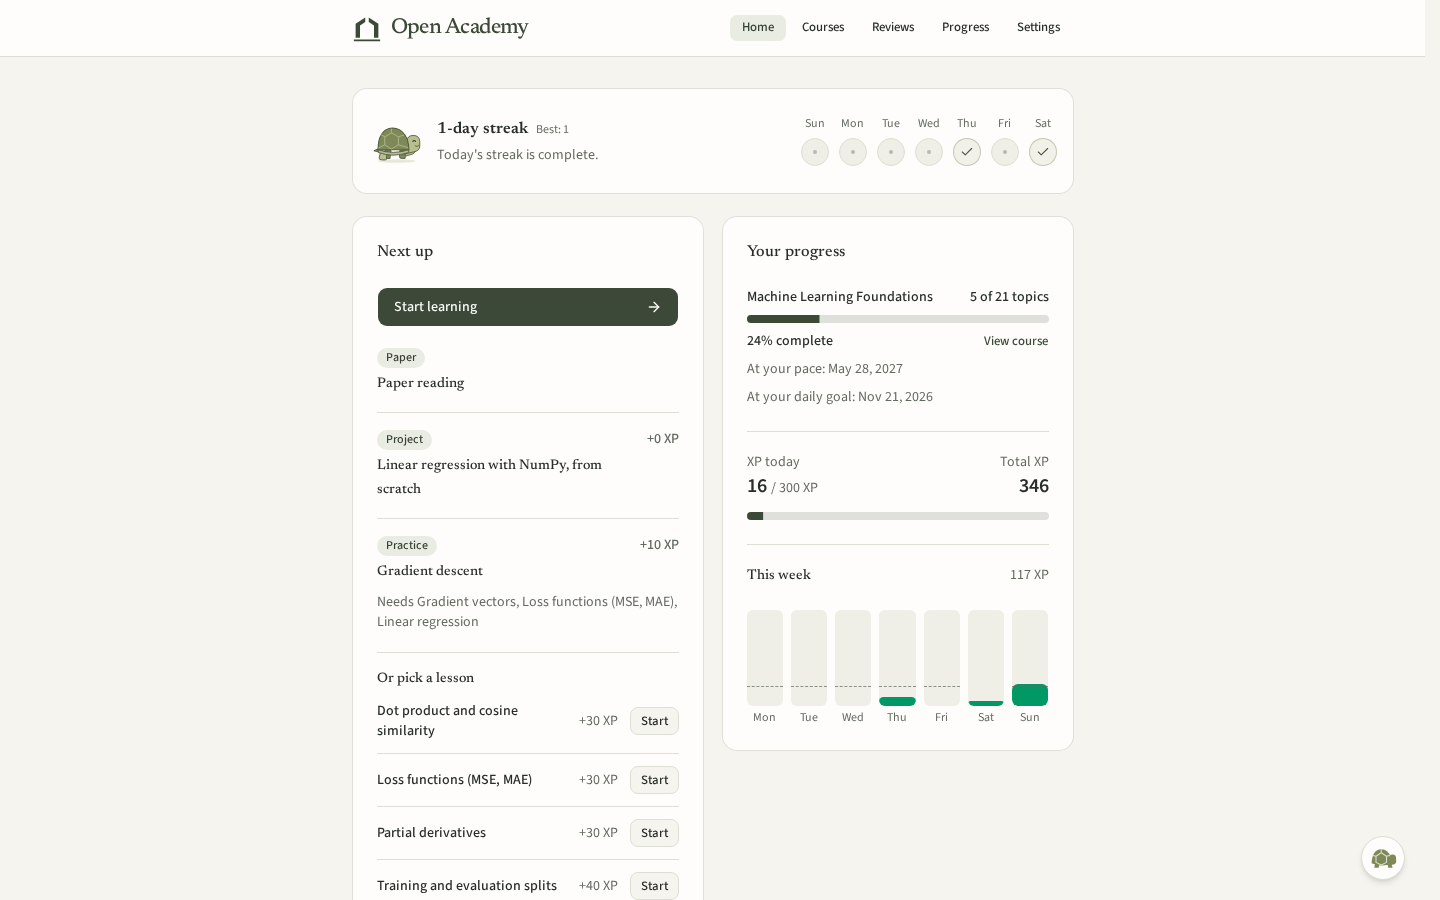 Open Academy
Home
Courses
Reviews
Progress
Settings
1-day streak Best: 1
Today's streak is complete.
Sun Mon Tue Wed Thu Fri Sat
Next up
Start learning
Paper
Paper reading
Project
+0 XP
Linear regression with NumPy, from
scratch
Practice
+10 XP
Gradient descent
Needs Gradient vectors, Loss functions (MSE, MAE),
Linear regression
Or pick a lesson
Dot product and cosine
similarity
+30 XP
Start
Loss functions (MSE, MAE)
+30 XP
Start
Partial derivatives
+30 XP
Start
Training and evaluation splits
+40 XP
Start
Your progress
Machine Learning Foundations
5 of 21 topics
24% complete
View course
At your pace: May 28, 2027
At your daily goal: Nov 21, 2026
XP today
Total XP
16 / 300 XP
346
This week
117 XP
Mon Tue Wed Thu Fri Sat Sun